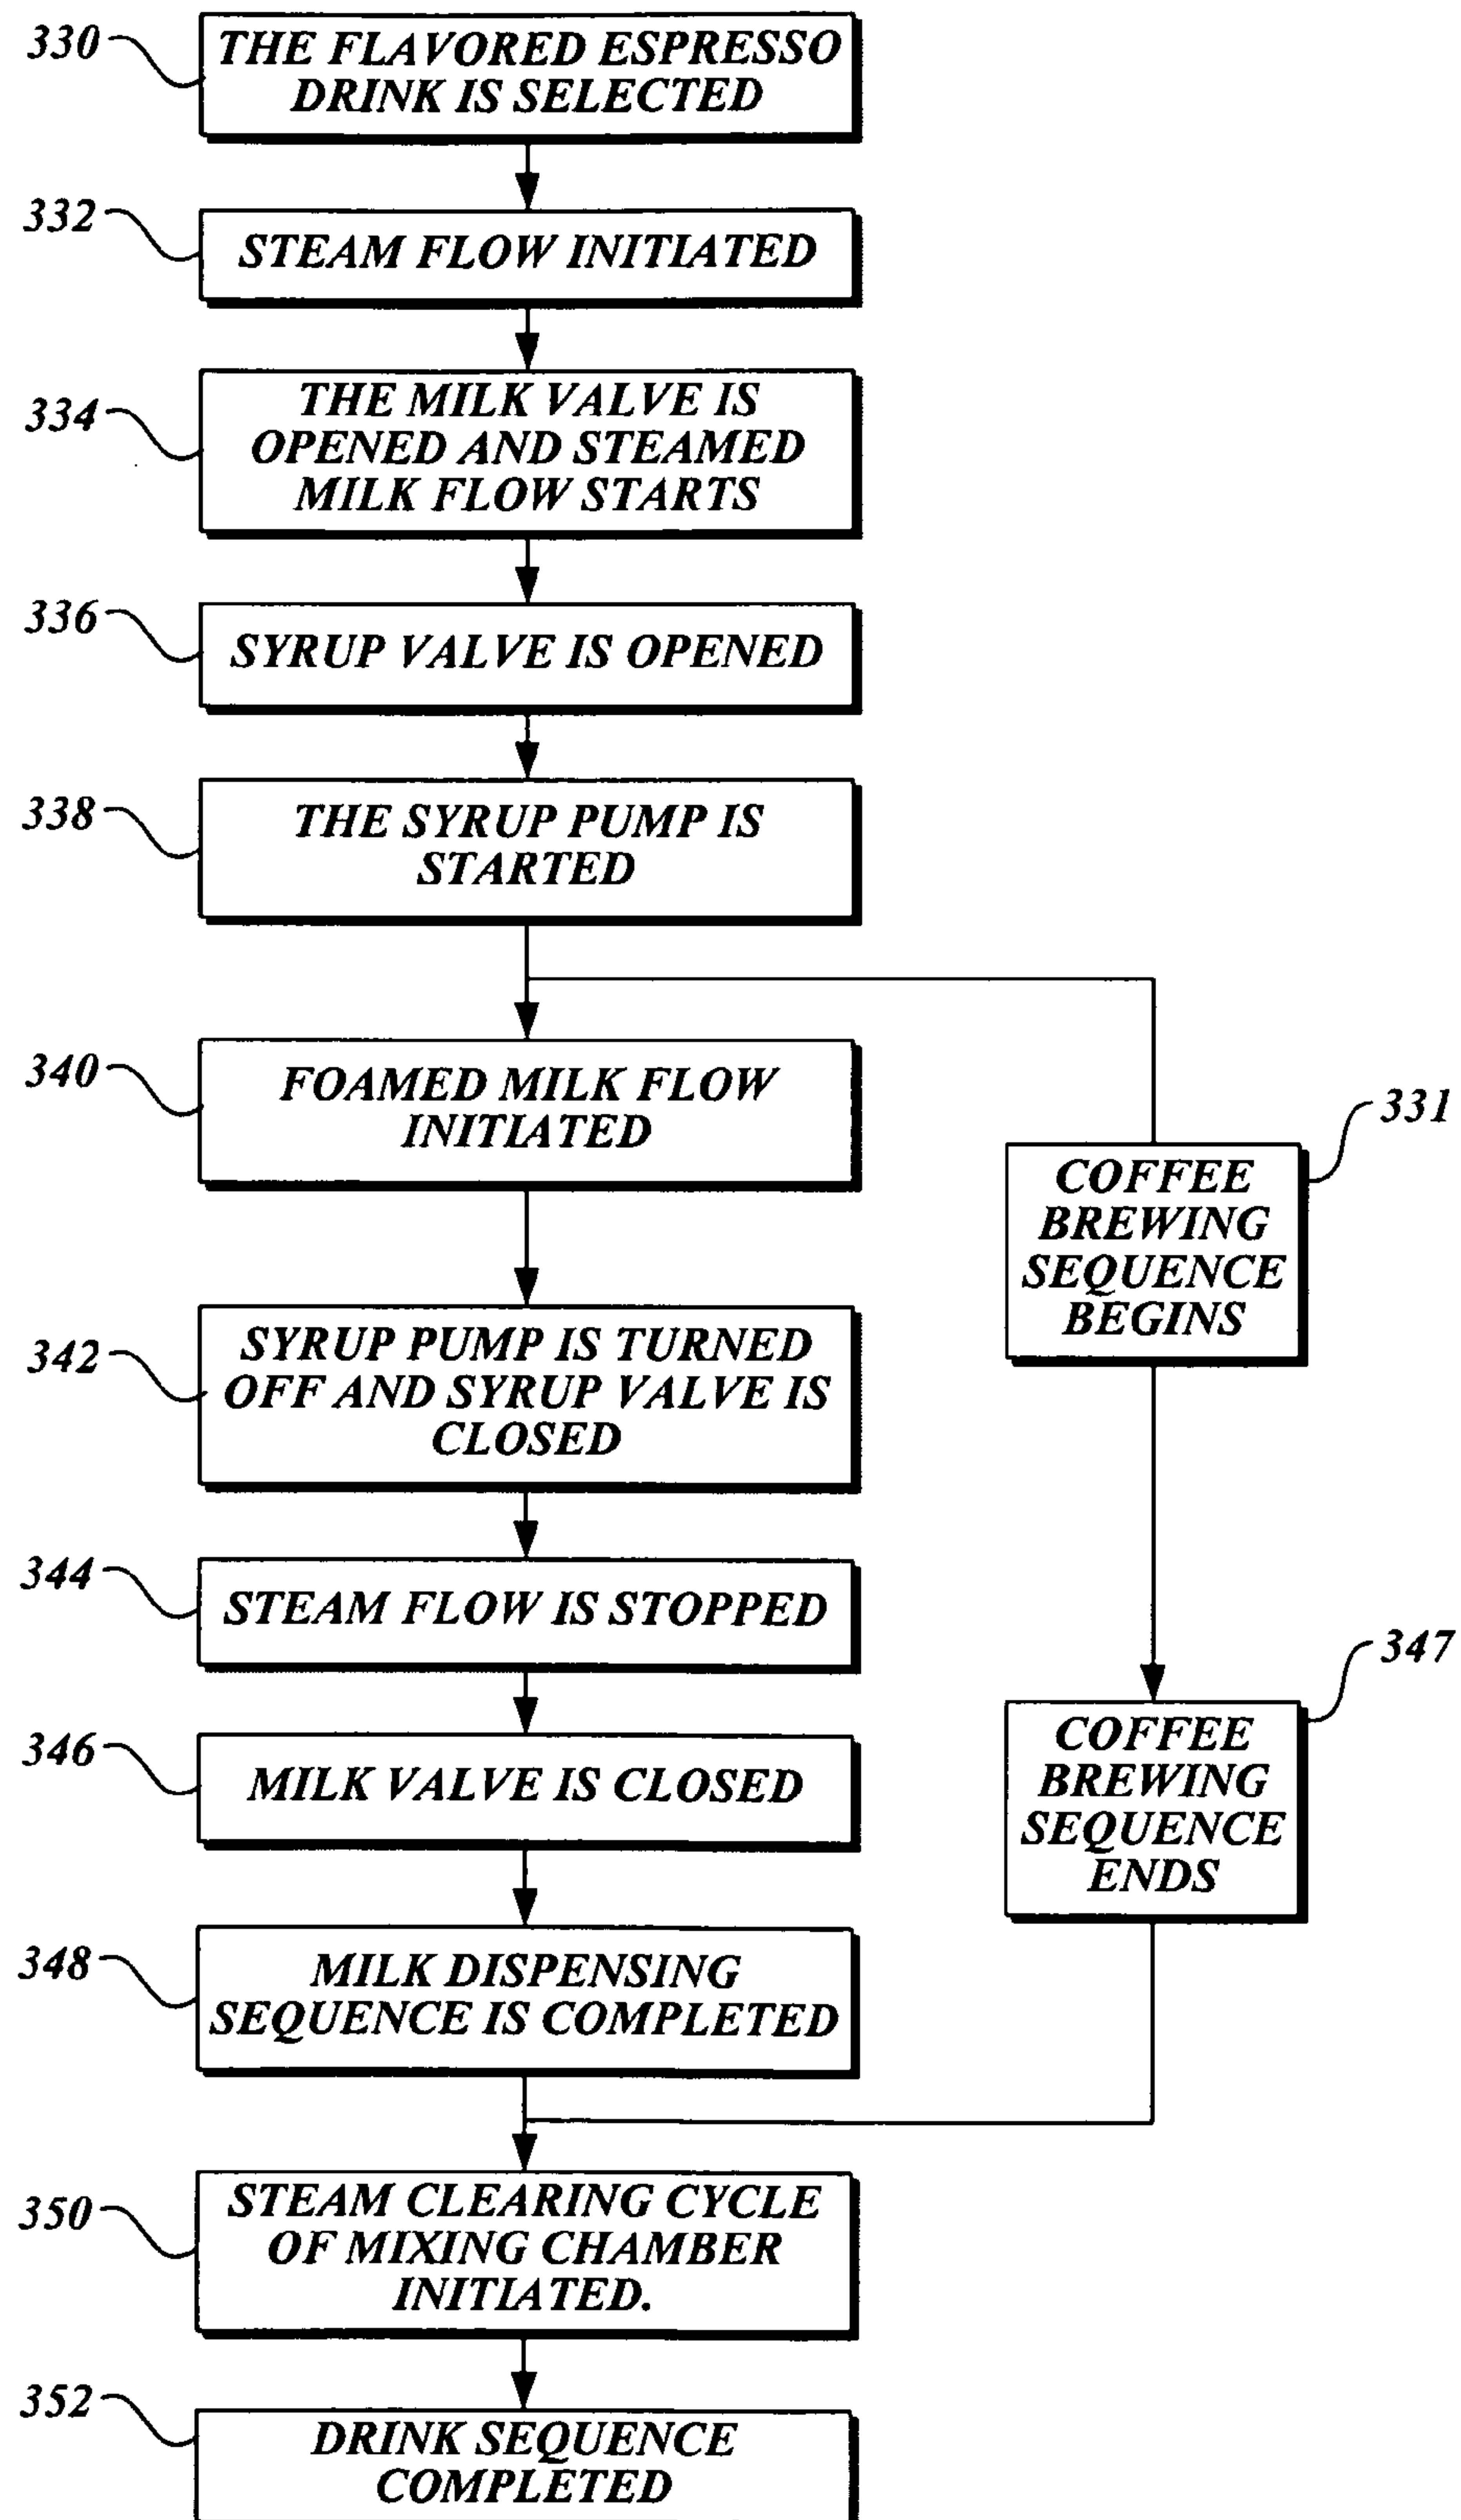 330
THE FLAVORED ESPRESSO
DRINK IS SELECTED
332
STEAM FLOW INITIATED
334
THE MILK VALVE IS
OPENED AND STEAMED
MILK FLOW STARTS
336
SYRUP VALVE IS OPENED
338
THE SYRUP PUMP IS
STARTED
340
FOAMED MILK FLOW
INITIATED
331
COFFEE
BREWING
SEQUENCE
BEGINS
342
SYRUP PUMP IS TURNED
OFF AND SYRUP VALVE IS
CLOSED
344
STEAM FLOW IS STOPPED
347
COFFEE
BREWING
SEQUENCE
ENDS
346
MILK VALVE IS CLOSED
348
MILK DISPENSING
SEQUENCE IS COMPLETED
350
STEAM CLEARING CYCLE
OF MIXING CHAMBER
INITIATED.
352
DRINK SEQUENCE
COMPLETED